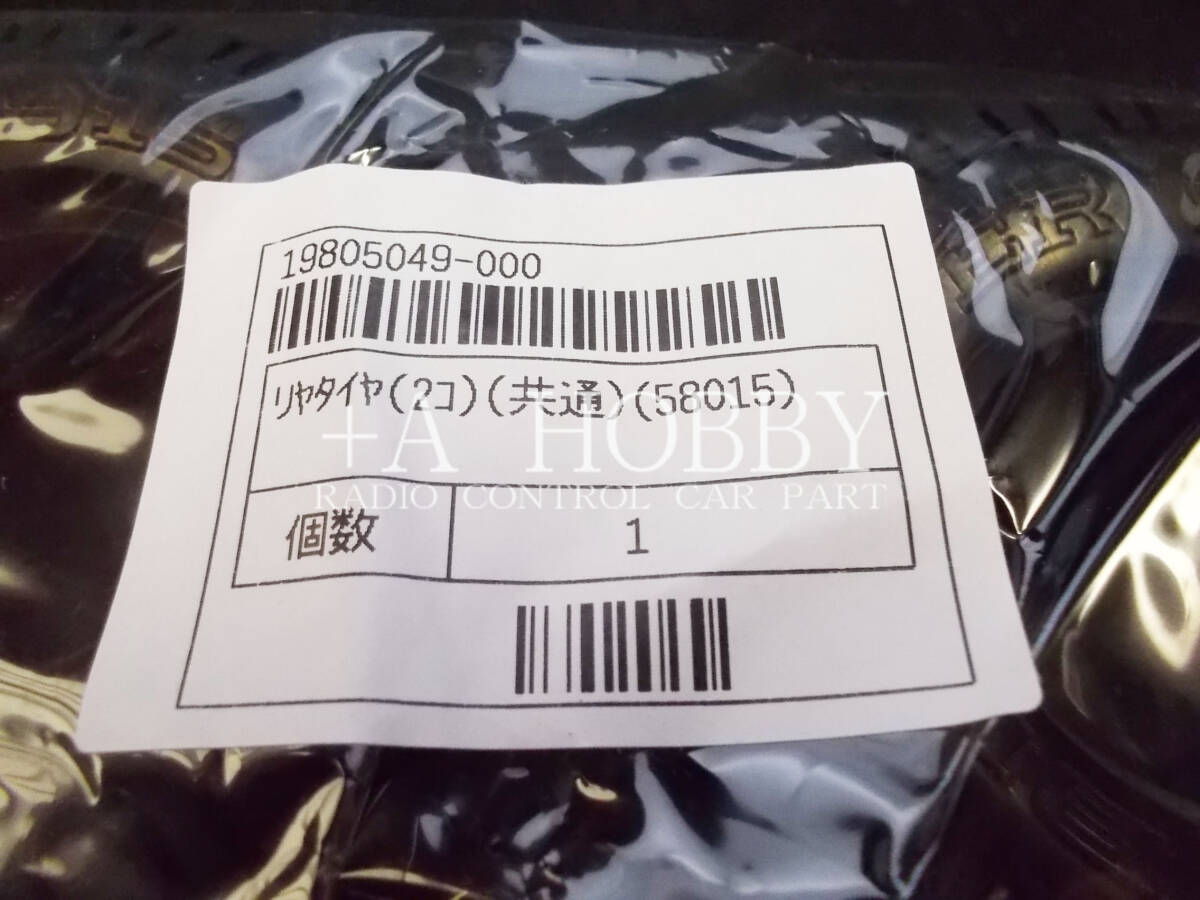 19805049-000
ﾘﾔﾀｲﾔ(2ｺ)(共通)(58015)
+A HOBBY
RADIO CONTROL CAR PART
個数
1